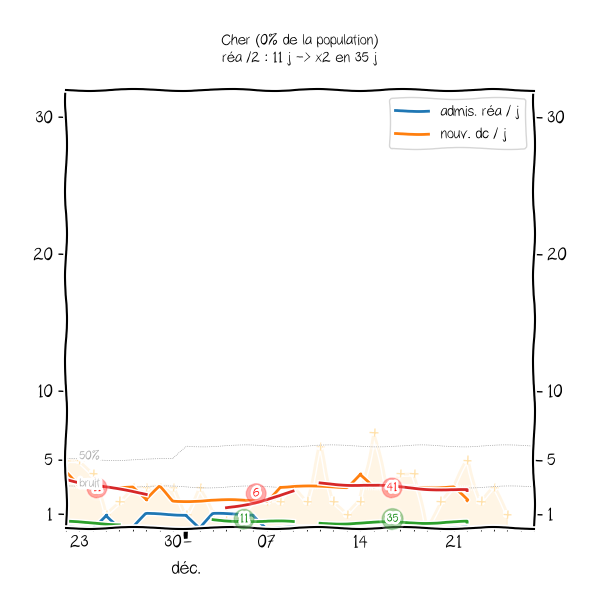 Cher (0% de la population)
réa /2 : 11 j -> x2 en 35 j
admis. réa / j
nouv. dc / j
30 30
20 20
10 10
5 5
1 1
50%
bruit
6
41
11
35
23 30 07 14 21
déc.